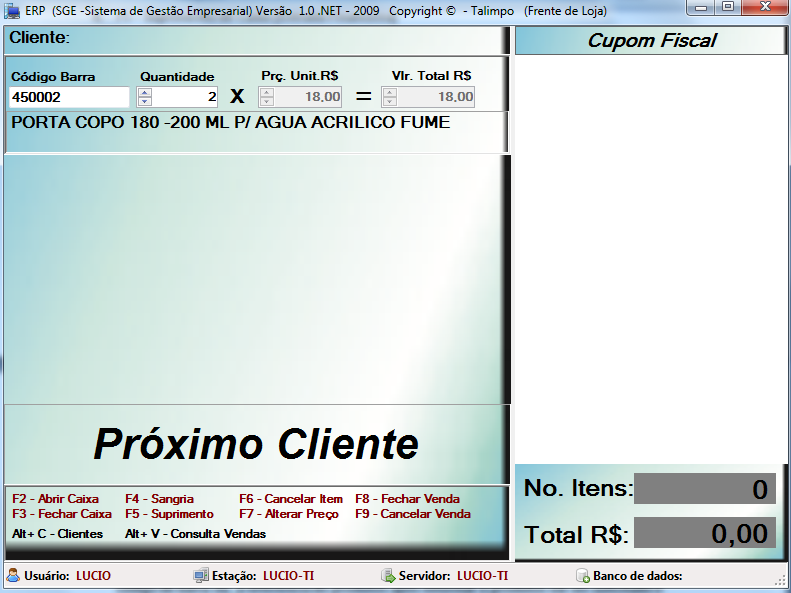 ERP (SGE -Sistema de Gestão Empresarial) Versão 1.0 .NET - 2009 Copyright © - Talimpo (Frente de Loja)
Cliente:
Cupom Fiscal
Código Barra Quantidade Prç. Unit.R$ Vlr. Total R$
450002 2 X 18,00 = 18,00
PORTA COPO 180 -200 ML P/ AGUA ACRILICO FUME
Próximo Cliente
F2 - Abrir Caixa F4 - Sangria F6 - Cancelar Item F8 - Fechar Venda
F3 - Fechar Caixa F5 - Suprimento F7 - Alterar Preço F9 - Cancelar Venda
Alt+ C - Clientes Alt+ V - Consulta Vendas
No. Itens: 0
Total R$: 0,00
Usuário: LUCIO Estação: LUCIO-TI Servidor: LUCIO-TI Banco de dados: